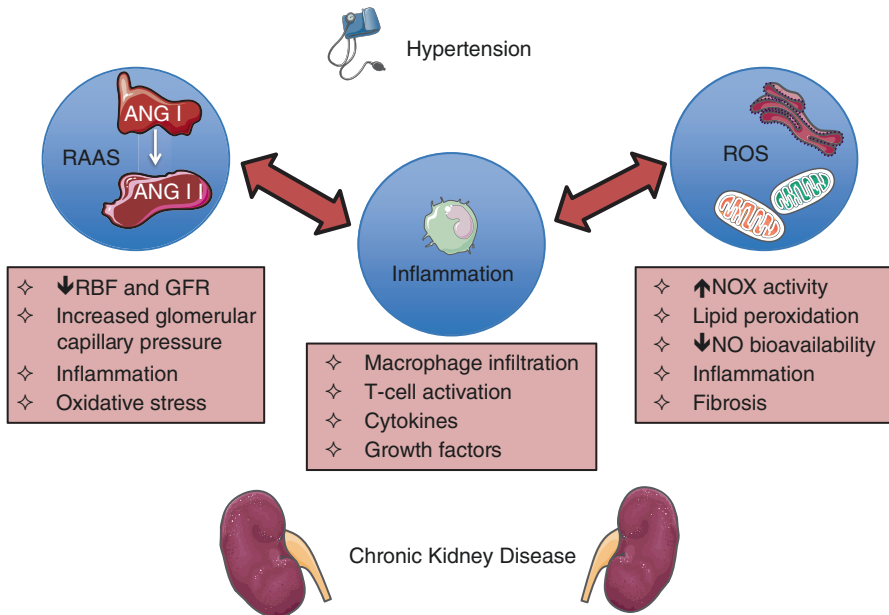 Hypertension
ANG I
RAAS
ANG I I
ROS
Inflammation
✧ ↓RBF and GFR
✧ Increased glomerular
capillary pressure
✧ Inflammation
✧ Oxidative stress
✧ Macrophage infiltration
✧ T-cell activation
✧ Cytokines
✧ Growth factors
✧ ↑NOX activity
✧ Lipid peroxidation
✧ ↓NO bioavailability
✧ Inflammation
✧ Fibrosis
Chronic Kidney Disease